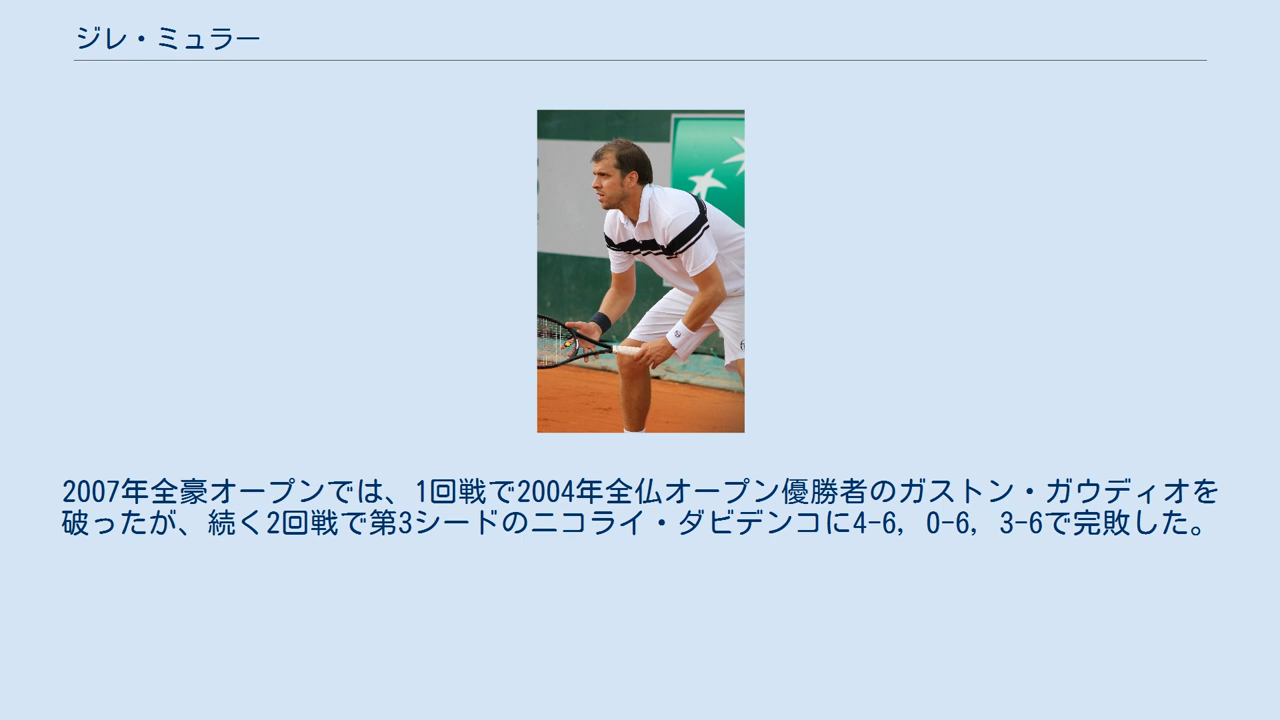 ジレ・ミュラー
2007年全豪オープンでは、1回戦で2004年全仏オープン優勝者のガストン・ガウディオを
破ったが、続く2回戦で第3シードのニコライ・ダビデンコに4-6, 0-6, 3-6で完敗した。